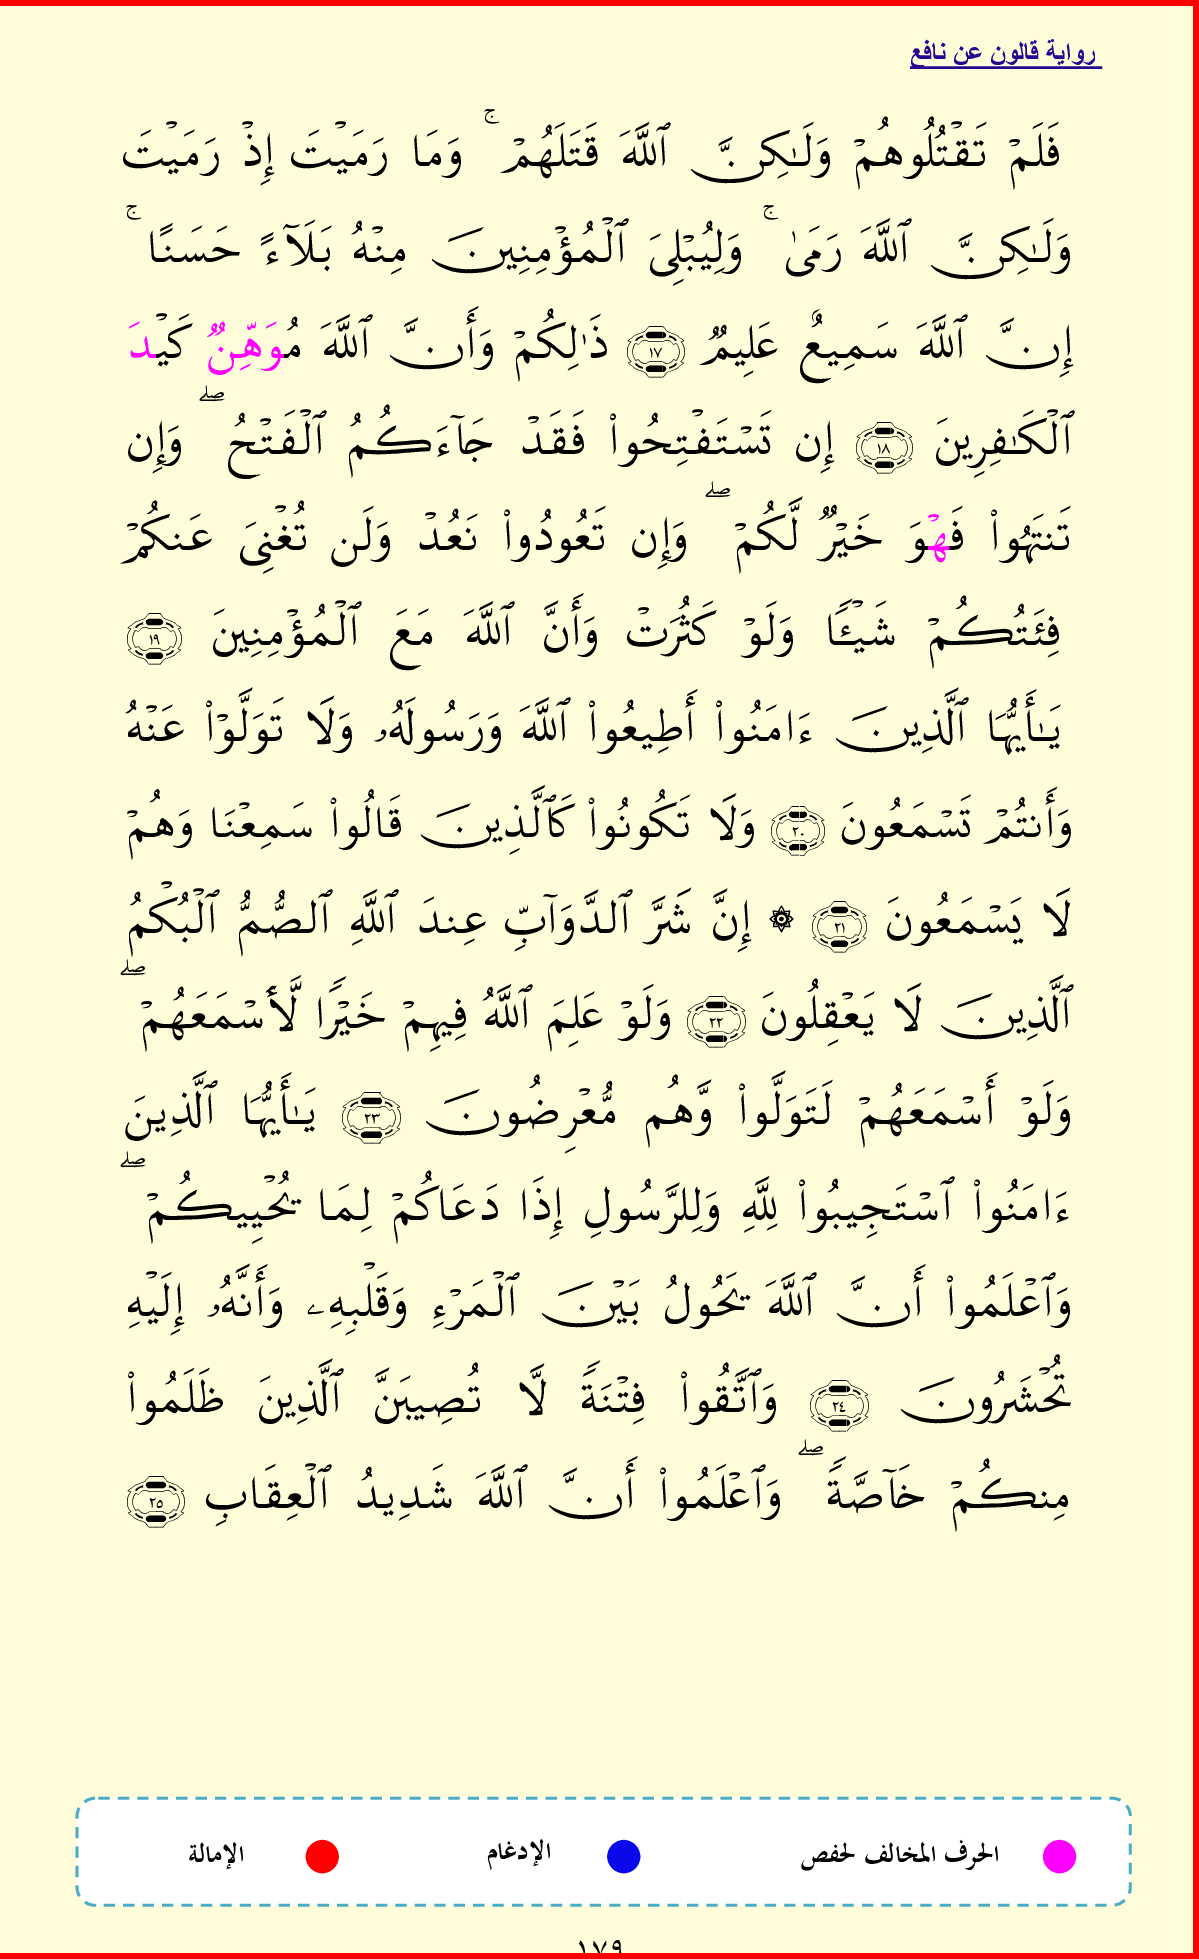 رواية قالون عن نافع
فَلَمۡ تَقۡتُلُوهُمۡ وَلَٰكِنَّ ٱللَّهَ قَتَلَهُمۡۚ وَمَا رَمَيۡتَ إِذۡ رَمَيۡتَ
وَلَٰكِنَّ ٱللَّهَ رَمَىٰۚ وَلِيُبۡلِيَ ٱلۡمُؤۡمِنِينَ مِنۡهُ بَلَآءً حَسَنًاۚ
إِنَّ ٱللَّهَ سَمِيعٌ عَلِيمٞ ١٧ ذَٰلِكُمۡ وَأَنَّ ٱللَّهَ مُوَهِّنٞ كَيۡدَ
ٱلۡكَٰفِرِينَ ١٨ إِن تَسۡتَفۡتِحُواْ فَقَدۡ جَآءَكُمُ ٱلۡفَتۡحُۖ وَإِن
تَنتَهُواْ فَهۡوَ خَيۡرٞ لَّكُمۡۖ وَإِن تَعُودُواْ نَعُدۡ وَلَن تُغۡنِيَ عَنكُمۡ
فِئَتُكُمۡ شَيۡـٔٗا وَلَوۡ كَثُرَتۡ وَأَنَّ ٱللَّهَ مَعَ ٱلۡمُؤۡمِنِينَ ١٩
يَٰٓأَيُّهَا ٱلَّذِينَ ءَامَنُواْ أَطِيعُواْ ٱللَّهَ وَرَسُولَهُۥ وَلَا تَوَلَّوۡاْ عَنۡهُ
وَأَنتُمۡ تَسۡمَعُونَ ٢٠ وَلَا تَكُونُواْ كَٱلَّذِينَ قَالُواْ سَمِعۡنَا وَهُمۡ
لَا يَسۡمَعُونَ ٢١ ۞ إِنَّ شَرَّ ٱلدَّوَآبِّ عِندَ ٱللَّهِ ٱلصُّمُّ ٱلۡبُكۡمُ
ٱلَّذِينَ لَا يَعۡقِلُونَ ٢٢ وَلَوۡ عَلِمَ ٱللَّهُ فِيهِمۡ خَيۡرٗا لَّأَسۡمَعَهُمۡۖ
وَلَوۡ أَسۡمَعَهُمۡ لَتَوَلَّواْ وَّهُم مُّعۡرِضُونَ ٢٣ يَٰٓأَيُّهَا ٱلَّذِينَ
ءَامَنُواْ ٱسۡتَجِيبُواْ لِلَّهِ وَلِلرَّسُولِ إِذَا دَعَاكُمۡ لِمَا يُحۡيِيكُمۡۖ
وَٱعۡلَمُواْ أَنَّ ٱللَّهَ يَحُولُ بَيۡنَ ٱلۡمَرۡءِ وَقَلۡبِهِۦ وَأَنَّهُۥ إِلَيۡهِ
تُحۡشَرُونَ ٢٤ وَٱتَّقُواْ فِتۡنَةٗ لَّا تُصِيبَنَّ ٱلَّذِينَ ظَلَمُواْ
مِنكُمۡ خَآصَّةٗۖ وَٱعۡلَمُواْ أَنَّ ٱللَّهَ شَدِيدُ ٱلۡعِقَابِ ٢٥
الحرف المخالف لحفص الإدغام الإمالة
١٧٩